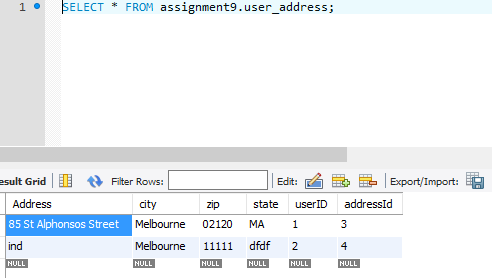 1 SELECT * FROM assignment9.user_address;
esult Grid Filter Rows: Edit: Export/Import:
Address city zip state userID addressId
85 St Alphonsos Street Melbourne 02120 MA 1 3
ind Melbourne 11111 dfdf 2 4
NULL NULL NULL NULL NULL NULL